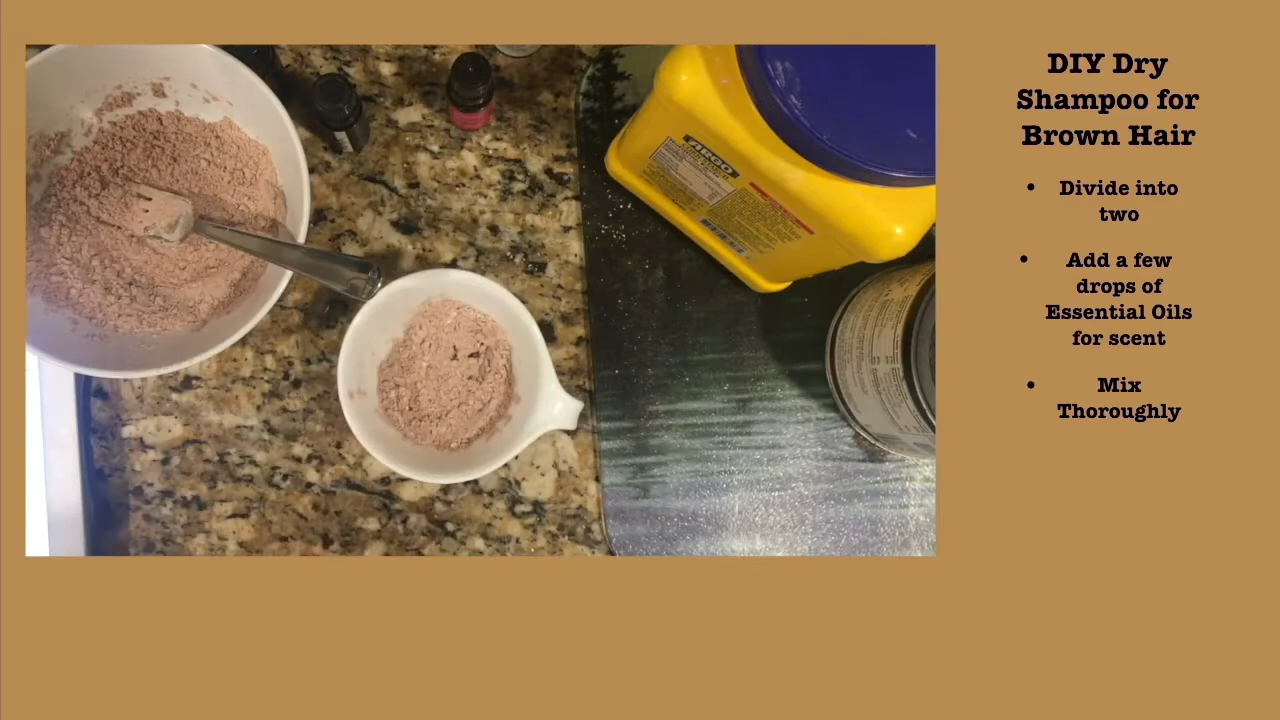 DIY Dry
Shampoo for
Brown Hair
• Divide into
two
• Add a few
drops of
Essential Oils
for scent
• Mix
Thoroughly
ARGO